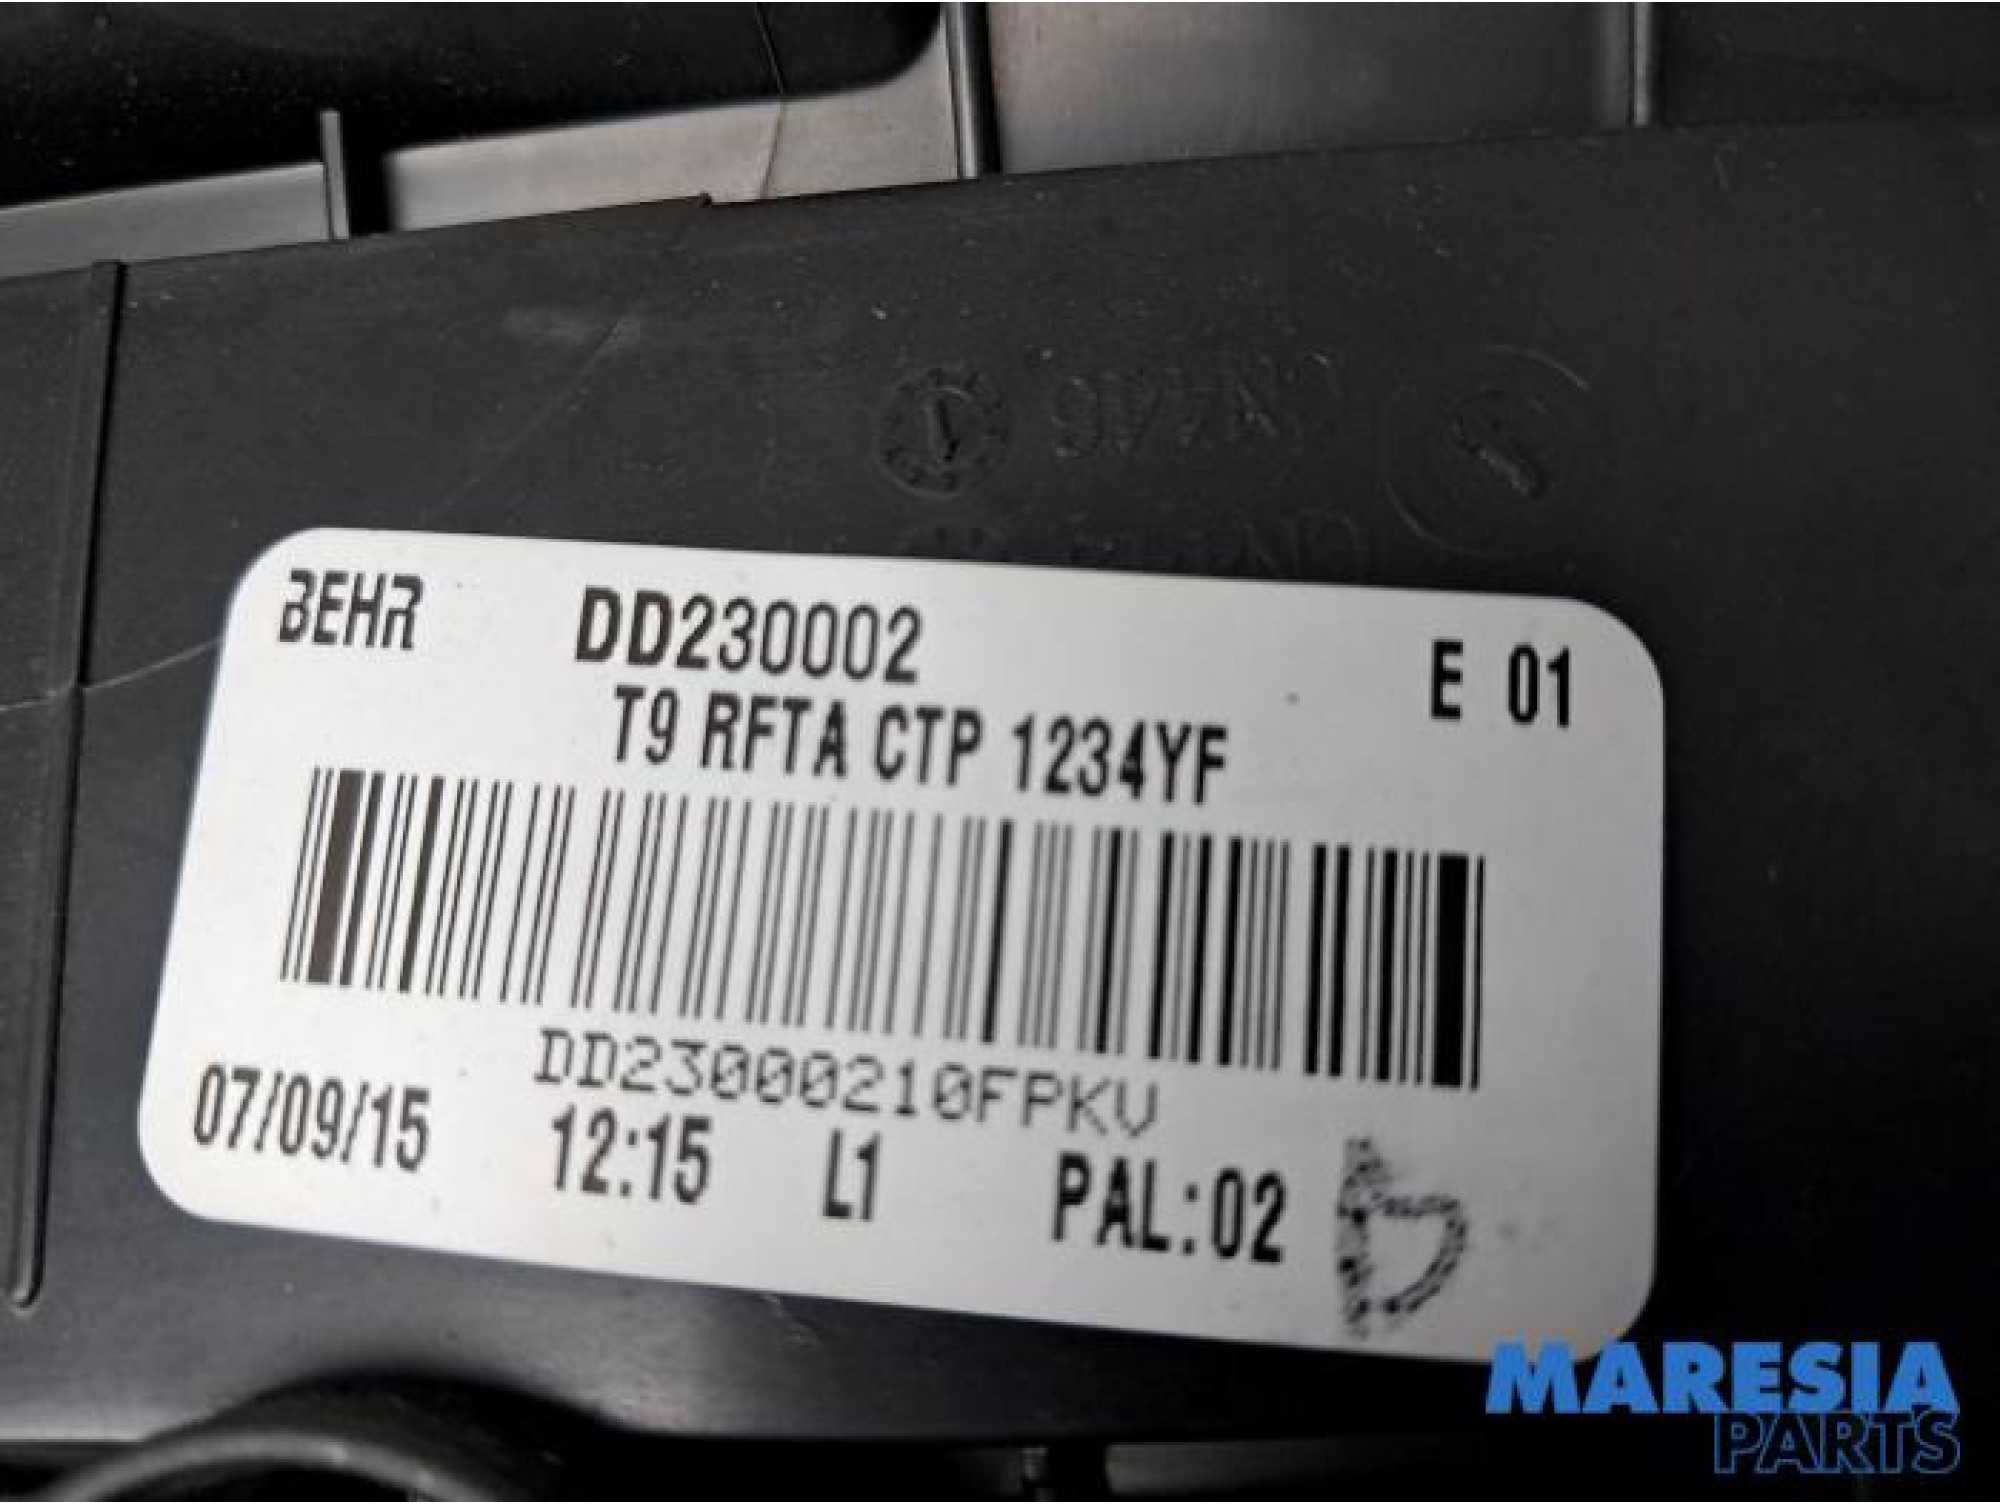 BEHR DD230002 E 01
T9 RFTA CTP 1234YF
DD23000210FPKV
07/09/15 12:15 L1 PAL:02
MARESIA
PARTS